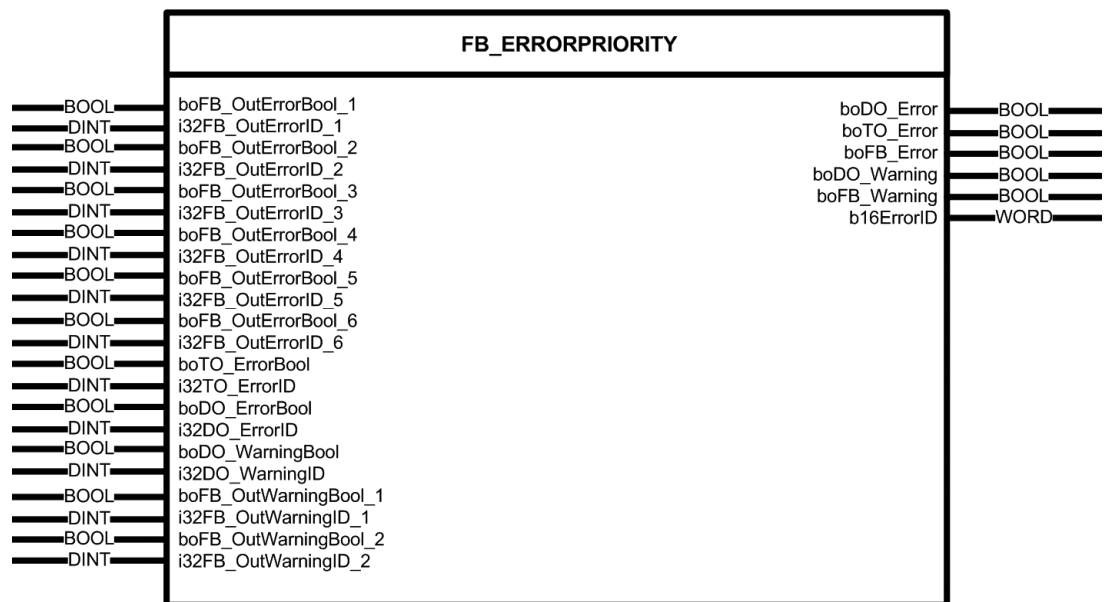 FB_ERRORPRIORITY
BOOL boFB_OutErrorBool_1
DINT i32FB_OutErrorID_1
BOOL boFB_OutErrorBool_2
DINT i32FB_OutErrorID_2
BOOL boFB_OutErrorBool_3
DINT i32FB_OutErrorID_3
BOOL boFB_OutErrorBool_4
DINT i32FB_OutErrorID_4
BOOL boFB_OutErrorBool_5
DINT i32FB_OutErrorID_5
BOOL boFB_OutErrorBool_6
DINT i32FB_OutErrorID_6
BOOL boTO_ErrorBool
DINT i32TO_ErrorID
BOOL boDO_ErrorBool
DINT i32DO_ErrorID
BOOL boDO_WarningBool
DINT i32DO_WarningID
BOOL boFB_OutWarningBool_1
DINT i32FB_OutWarningID_1
BOOL boFB_OutWarningBool_2
DINT i32FB_OutWarningID_2
boDO_Error BOOL
boTO_Error BOOL
boFB_Error BOOL
boDO_Warning BOOL
boFB_Warning BOOL
b16ErrorID WORD